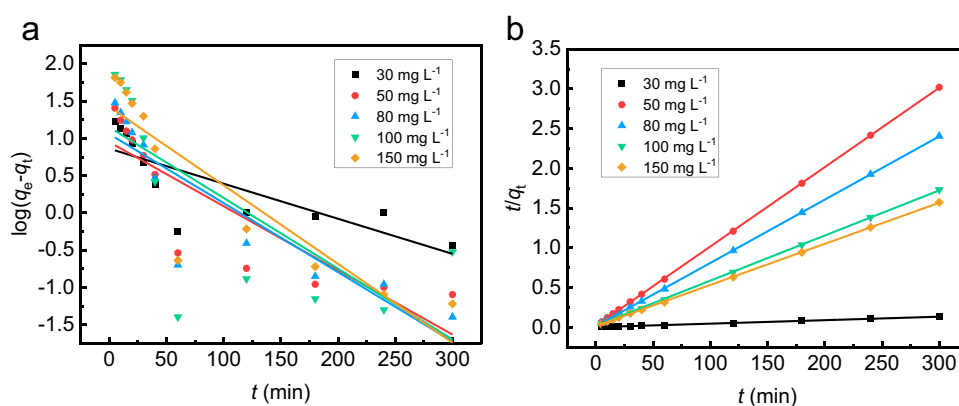 a
log(qe-qt)
2.0
1.5
1.0
0.5
0.0
-0.5
-1.0
-1.5
30 mg L-1
50 mg L-1
80 mg L-1
100 mg L-1
150 mg L-1
0 50 100 150 200 250 300
t (min)
b
t/qt
3.5
3.0
2.5
2.0
1.5
1.0
0.5
0.0
30 mg L-1
50 mg L-1
80 mg L-1
100 mg L-1
150 mg L-1
0 50 100 150 200 250 300
t (min)